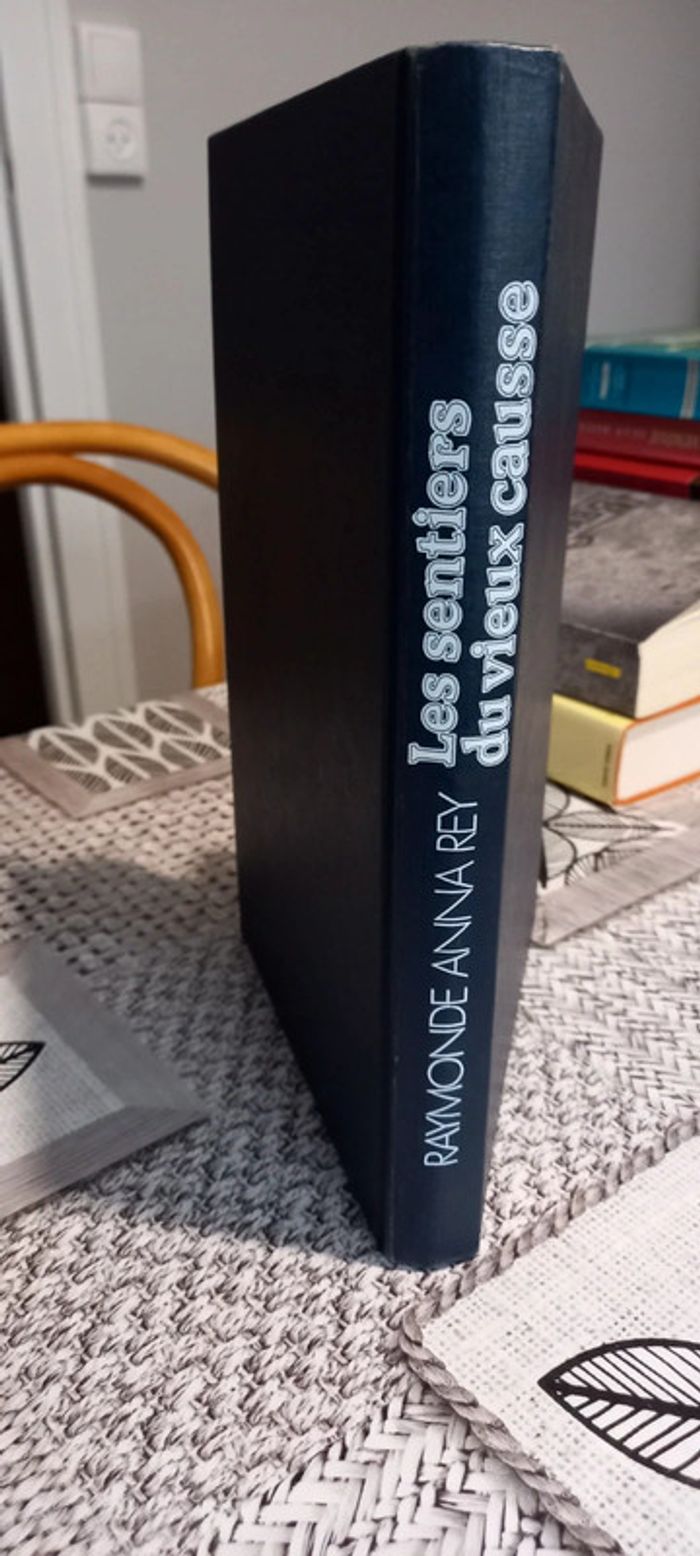 RAYMONDE ANNA REY
Les sentiers
du vieux causse